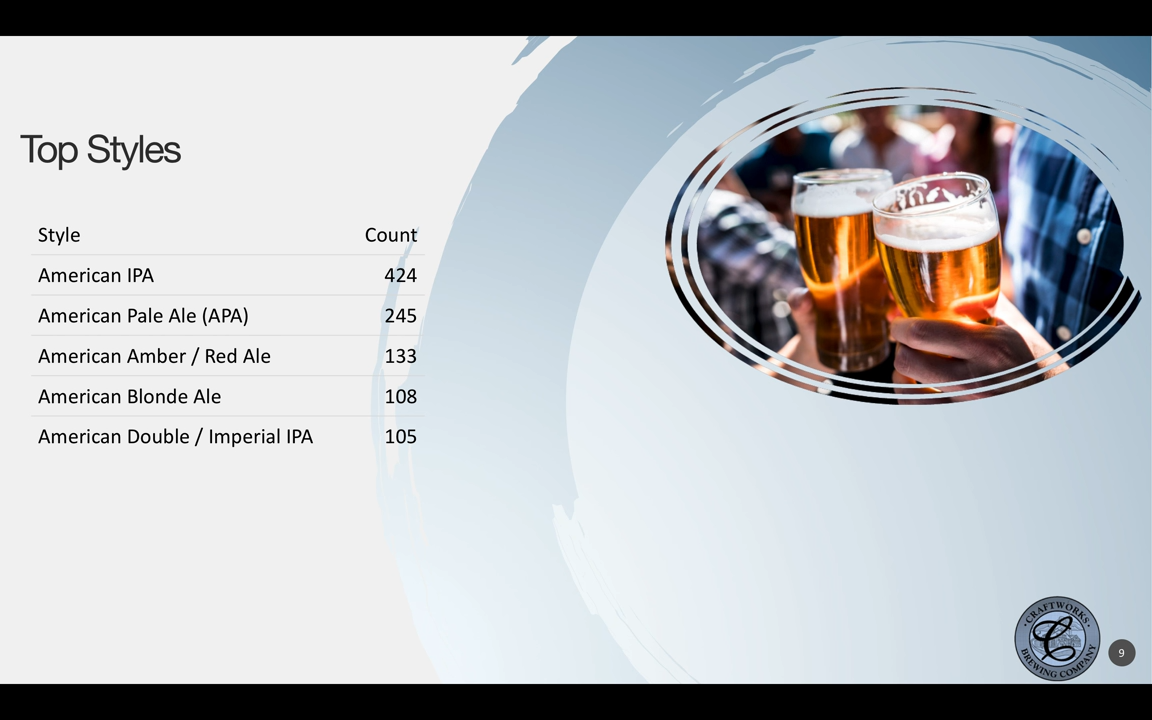 Top Styles
Style Count
American IPA 424
American Pale Ale (APA) 245
American Amber / Red Ale 133
American Blonde Ale 108
American Double / Imperial IPA 105
CRAFTWORKS
C
BREWING COMPANY
9